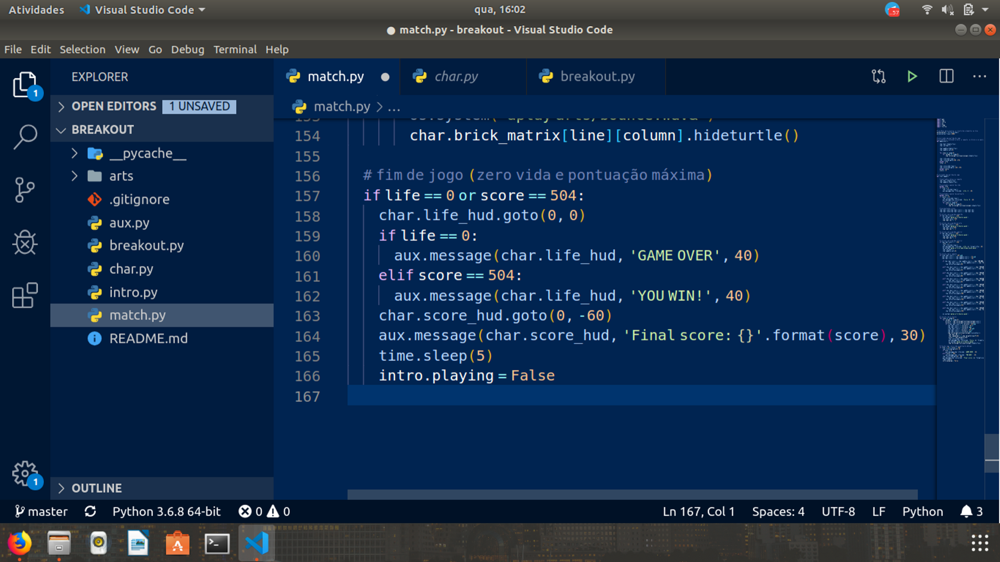 Atividades Visual Studio Code qua, 16:02 57
match.py - breakout - Visual Studio Code
File Edit Selection View Go Debug Terminal Help
EXPLORER
1
OPEN EDITORS 1 UNSAVED
BREAKOUT
__pycache__
arts
.gitignore
aux.py
breakout.py
char.py
intro.py
match.py
README.md
OUTLINE
1
match.py char.py breakout.py
match.py > ...
154 char.brick_matrix[line][column].hideturtle()
155
156 # fim de jogo (zero vida e pontuação máxima)
157 if life == 0 or score == 504:
158 char.life_hud.goto(0, 0)
159 if life == 0:
160 aux.message(char.life_hud, 'GAME OVER', 40)
161 elif score == 504:
162 aux.message(char.life_hud, 'YOU WIN!', 40)
163 char.score_hud.goto(0, -60)
164 aux.message(char.score_hud, 'Final score: {}'.format(score), 30)
165 time.sleep(5)
166 intro.playing = False
167
master Python 3.6.8 64-bit 0 0 Ln 167, Col 1 Spaces: 4 UTF-8 LF Python 3